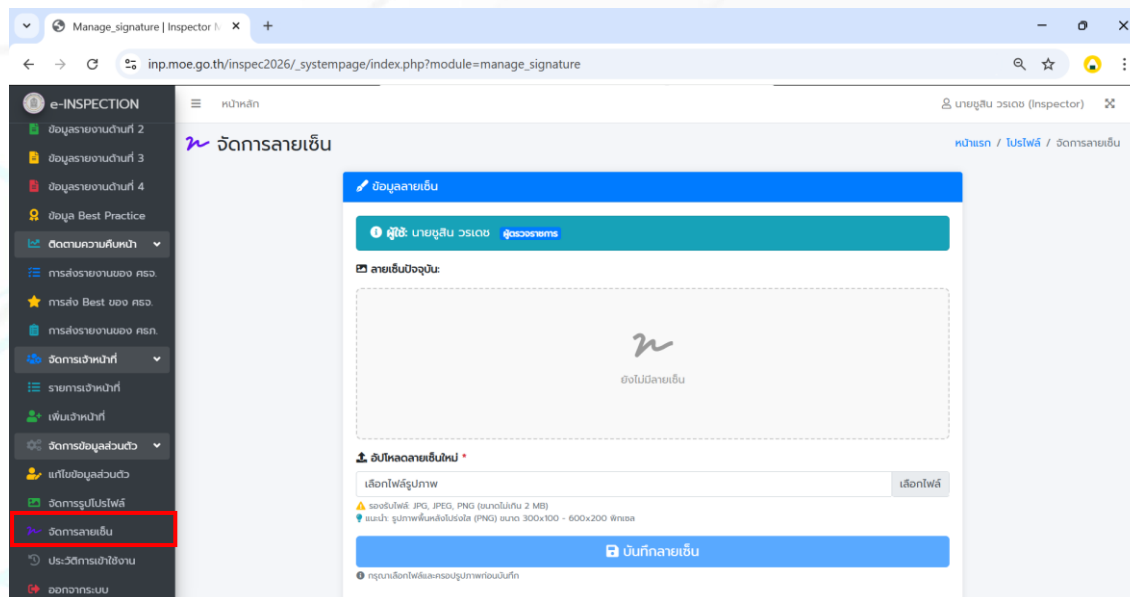 Manage_signature | Inspector
inp.moe.go.th/inspec2026/_systempage/index.php?module=manage_signature
e-INSPECTION
หน้าหลัก
นายชูสิน วรเดช (Inspector)
ข้อมูลรายงานด้านที่ 2
ข้อมูลรายงานด้านที่ 3
ข้อมูลรายงานด้านที่ 4
ข้อมูล Best Practice
ติดตามความคืบหน้า
การส่งรายงานของ ศธจ.
การส่ง Best ของ ศธจ.
การส่งรายงานของ ศธภ.
จัดการเจ้าหน้าที่
รายการเจ้าหน้าที่
เพิ่มเจ้าหน้าที่
จัดการข้อมูลส่วนตัว
แก้ไขข้อมูลส่วนตัว
จัดการรูปโปรไฟล์
จัดการลายเซ็น
ประวัติการเข้าใช้งาน
ออกจากระบบ
จัดการลายเซ็น
หน้าแรก / โปรไฟล์ / จัดการลายเซ็น
ข้อมูลลายเซ็น
ผู้ใช้: นายชูสิน วรเดช ผู้ตรวจราชการ
ลายเซ็นปัจจุบัน:
ยังไม่มีลายเซ็น
อัปโหลดลายเซ็นใหม่ *
เลือกไฟล์รูปภาพ เลือกไฟล์
รองรับไฟล์: JPG, JPEG, PNG (ขนาดไม่เกิน 2 MB)
แนะนำ: รูปภาพพื้นหลังโปร่งใส (PNG) ขนาด 300x100 - 600x200 พิกเซล
บันทึกลายเซ็น
กรุณาเลือกไฟล์และครอปรูปภาพก่อนบันทึก